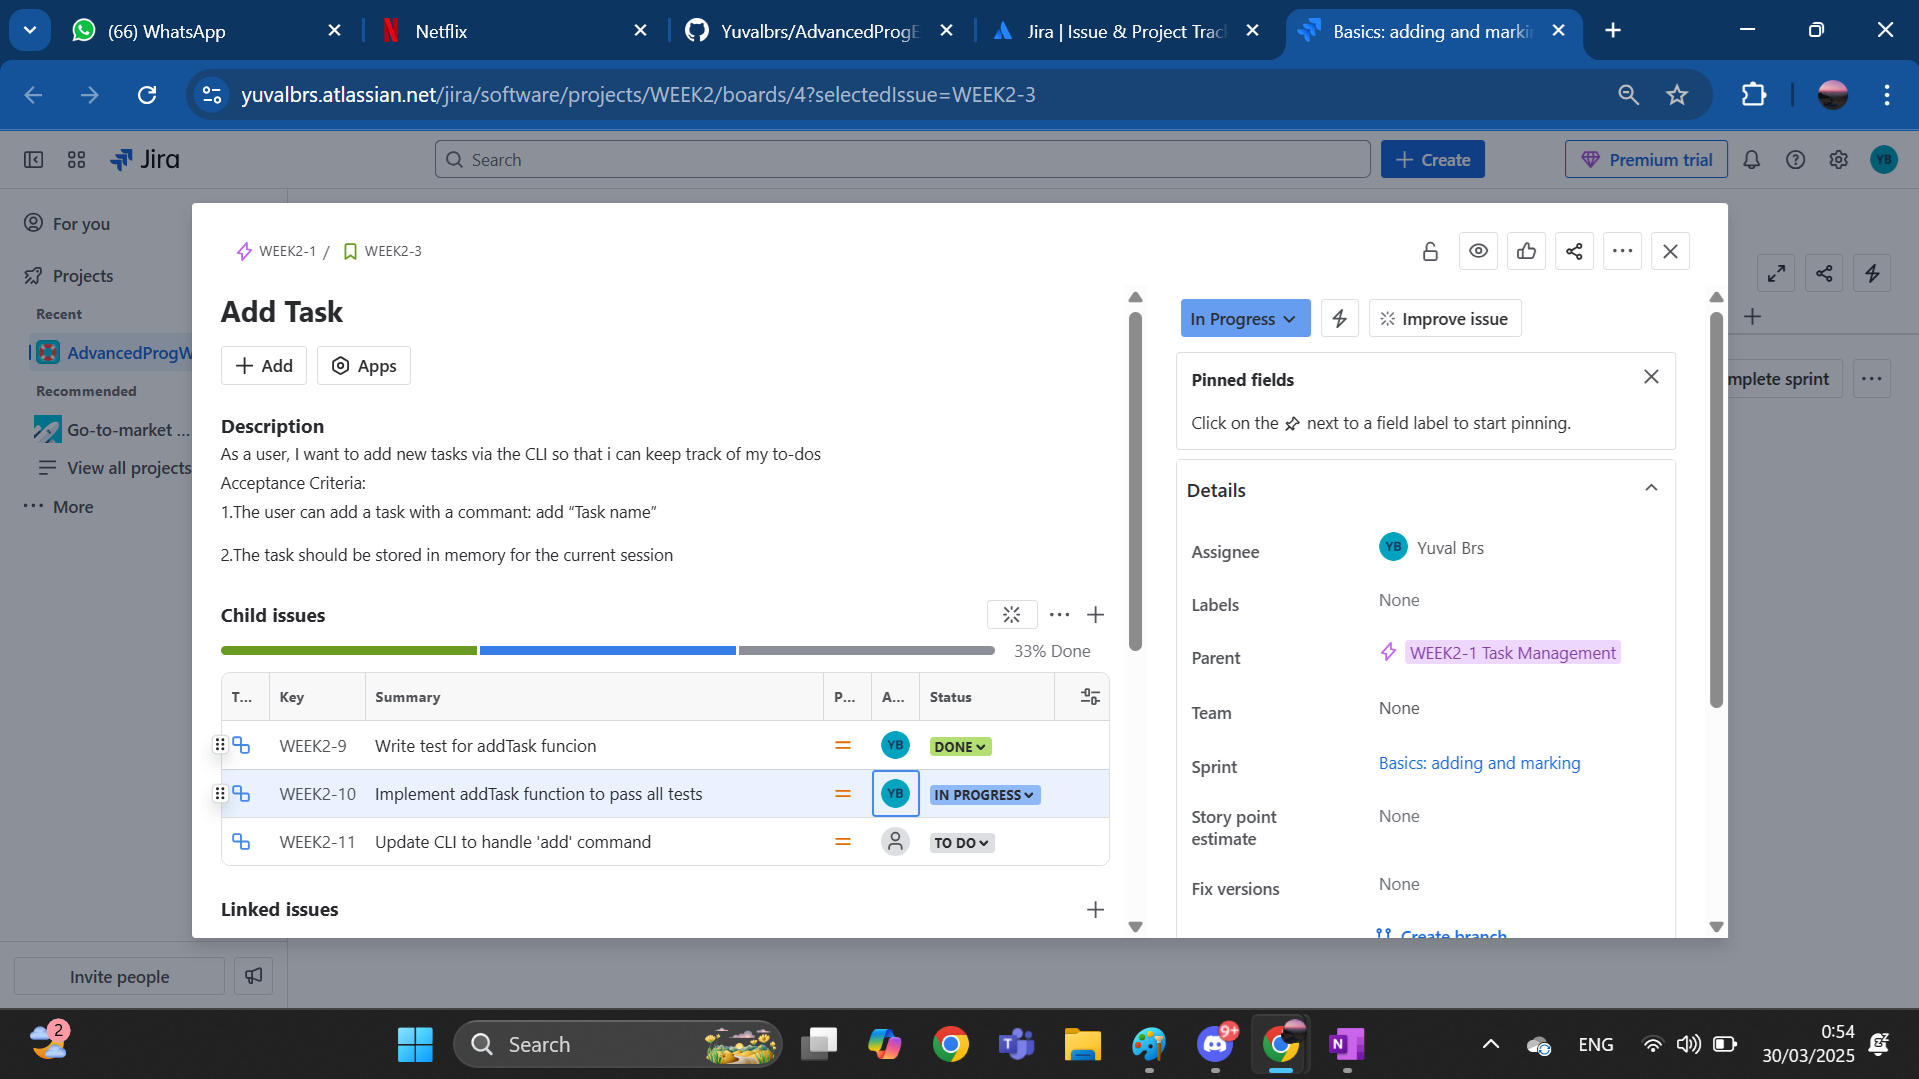 (66) WhatsApp
Netflix
Yuvalbrs/AdvancedProgE
Jira | Issue & Project Trac
Basics: adding and markin
yuvalbrs.atlassian.net/jira/software/projects/WEEK2/boards/4?selectedIssue=WEEK2-3
Jira
Search
Create
Premium trial
YB
For you
Projects
Recent
AdvancedProgW
Recommended
Go-to-market ...
View all projects
More
mplete sprint
Invite people
WEEK2-1 / WEEK2-3
Add Task
Add
Apps
Description
As a user, I want to add new tasks via the CLI so that i can keep track of my to-dos
Acceptance Criteria:
1.The user can add a task with a commant: add “Task name”
2.The task should be stored in memory for the current session
Child issues
33% Done
T... Key Summary P... A... Status
WEEK2-9 Write test for addTask funcion YB DONE
WEEK2-10 Implement addTask function to pass all tests YB IN PROGRESS
WEEK2-11 Update CLI to handle 'add' command TO DO
Linked issues
In Progress
Improve issue
Pinned fields
Click on the next to a field label to start pinning.
Details
Assignee YB Yuval Brs
Labels None
Parent WEEK2-1 Task Management
Team None
Sprint Basics: adding and marking
Story point estimate None
Fix versions None
Create branch
2
Search
9+
ENG
0:54
30/03/2025